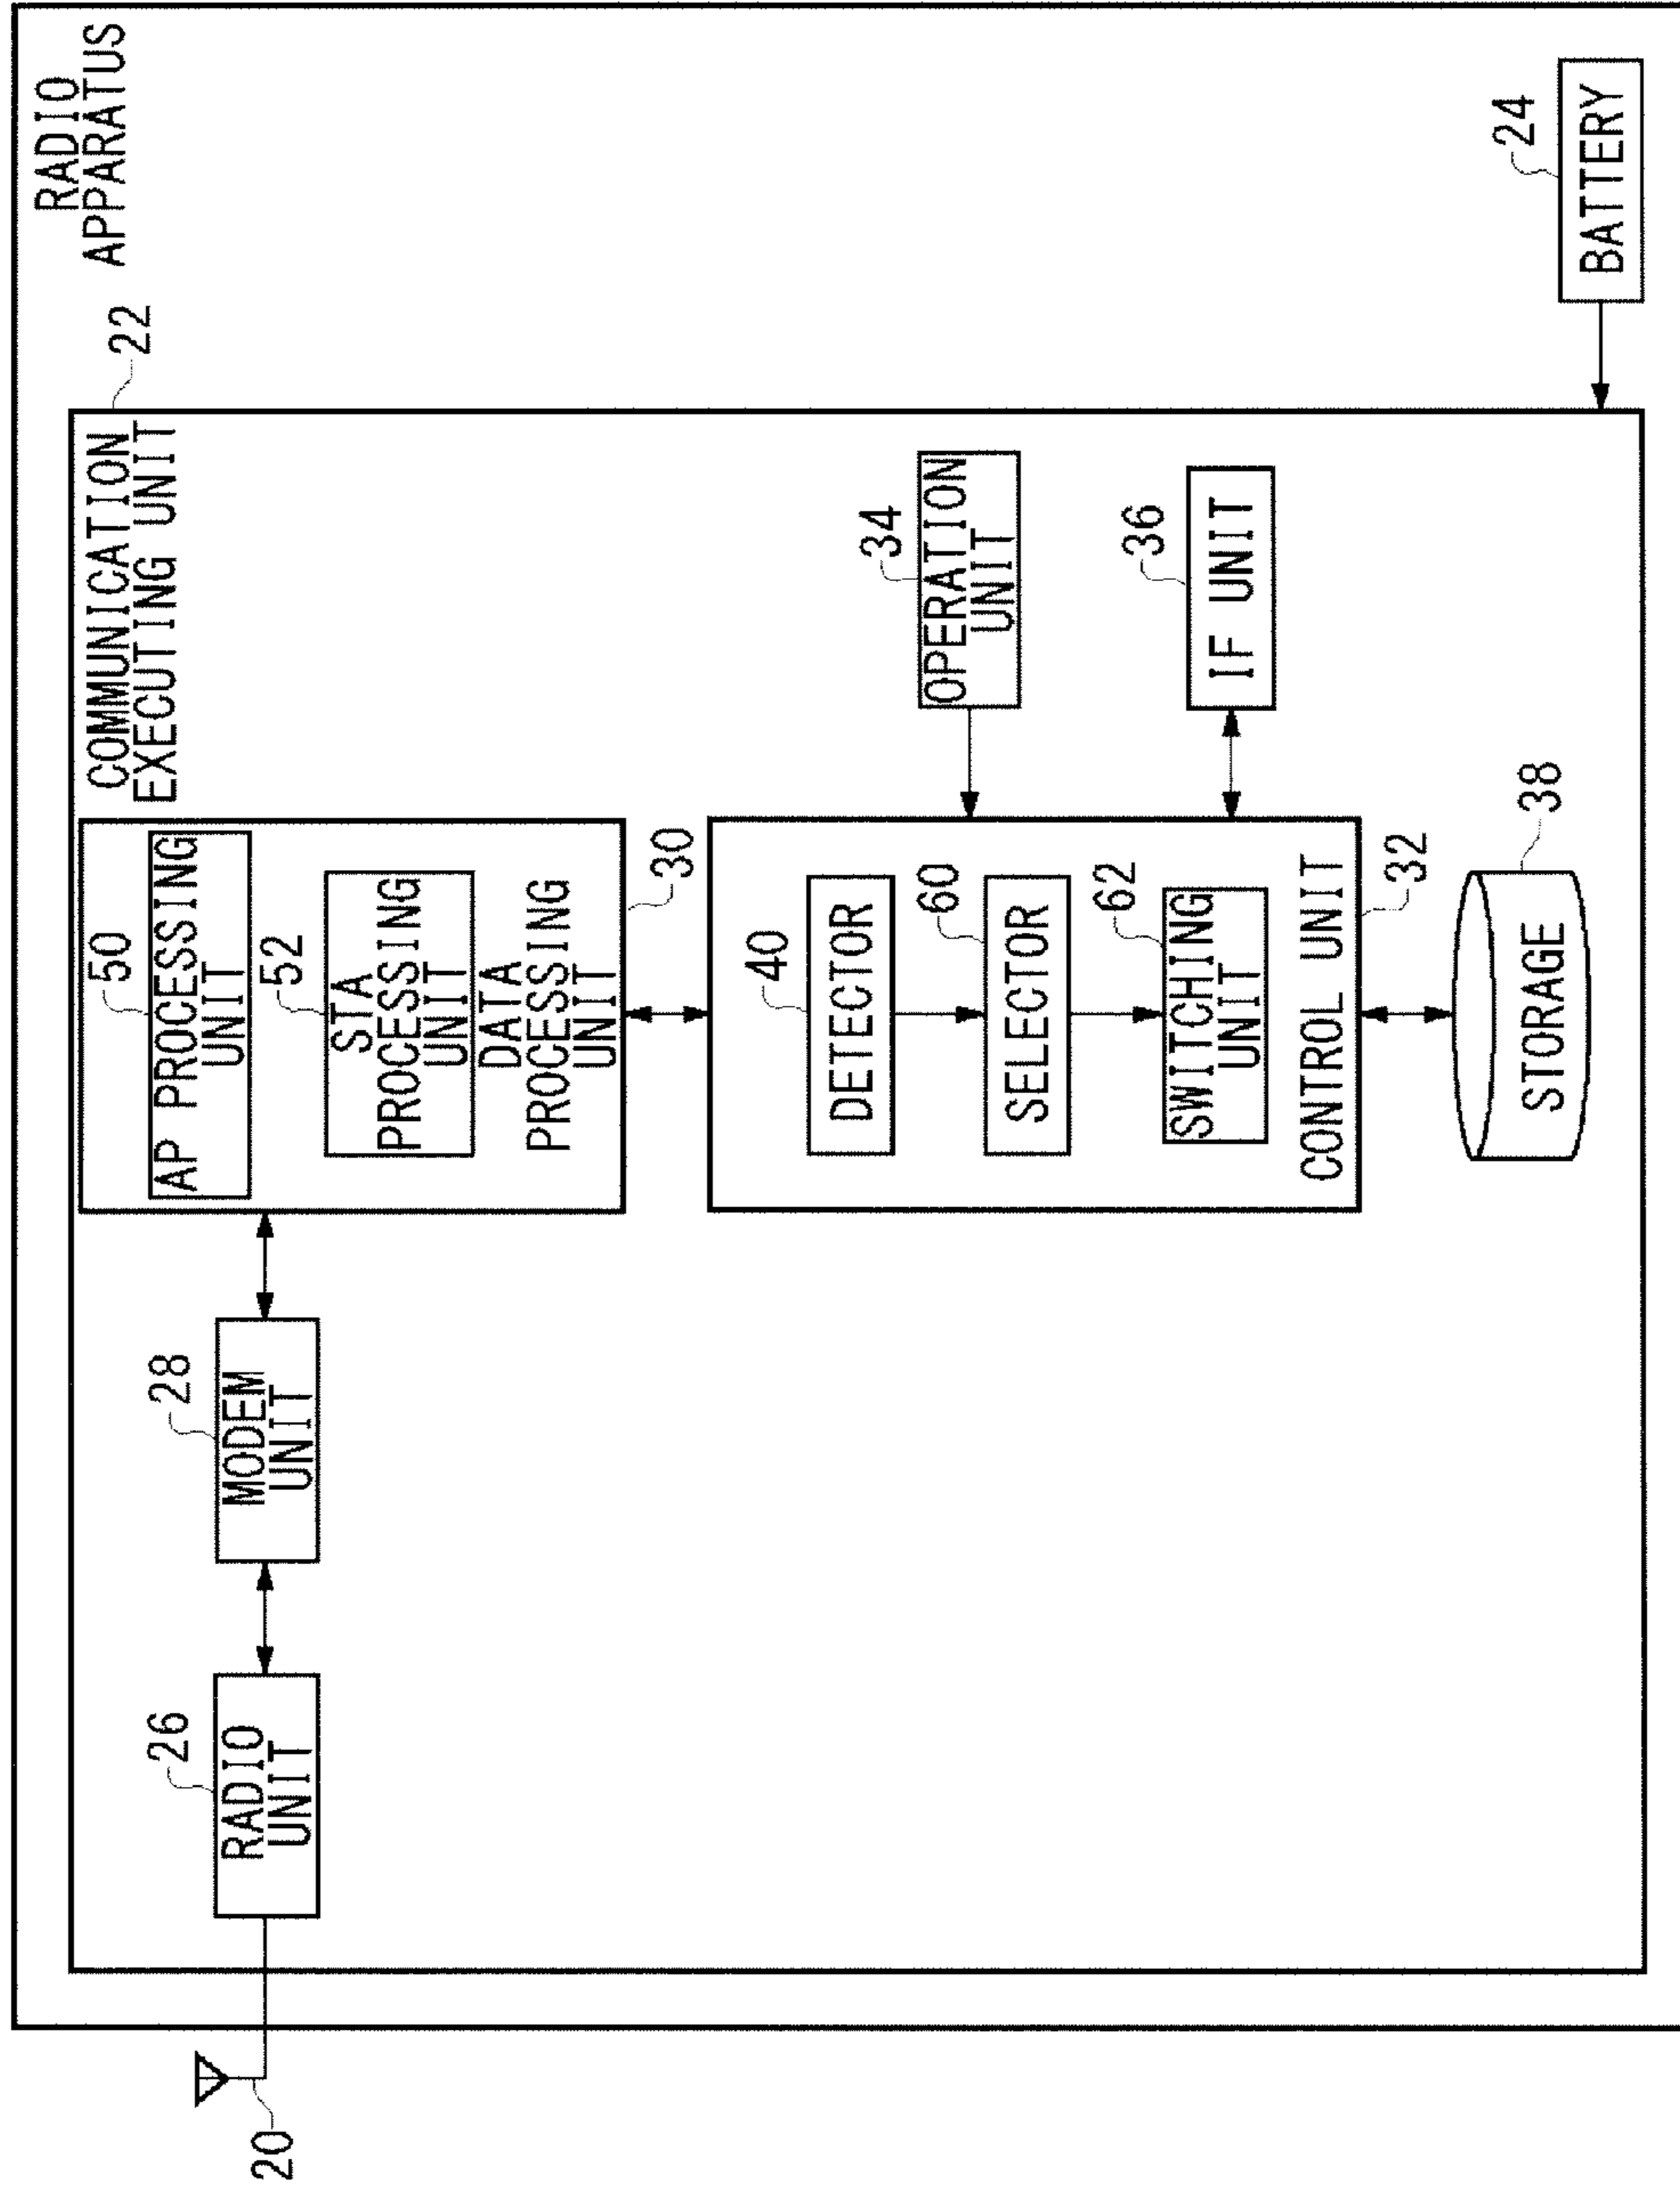 RADIO
APPARATUS
COMMUNICATION
EXECUTING UNIT
22
20
26
RADIO
UNIT
28
MODEM
UNIT
50
AP PROCESSING
UNIT
52
STA
PROCESSING
UNIT
DATA
PROCESSING
UNIT
30
40
DETECTOR
60
SELECTOR
62
SWITCHING
UNIT
CONTROL UNIT
32
34
OPERATION
UNIT
36
IF UNIT
38
STORAGE
24
BATTERY